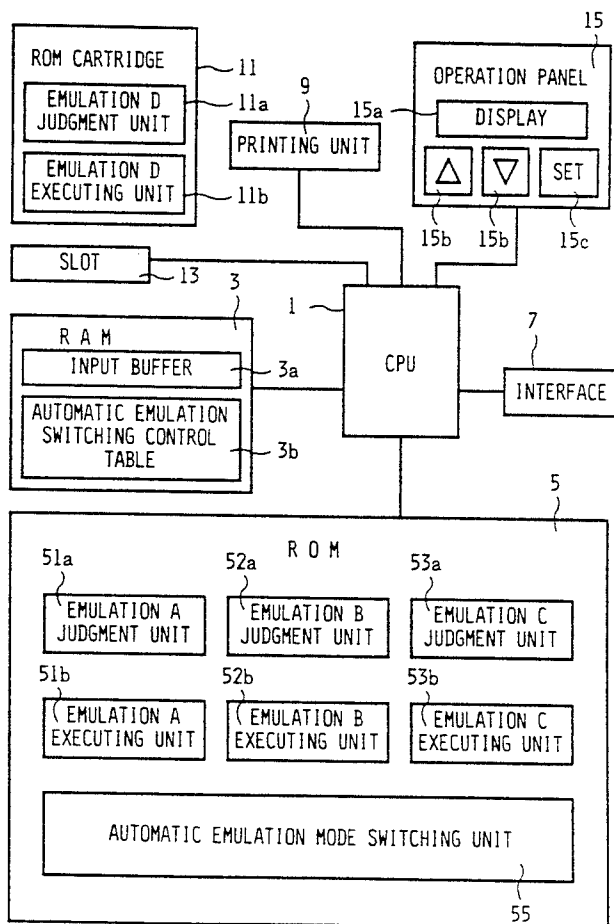 ROM CARTRIDGE
11
EMULATION D
JUDGMENT UNIT
11a
EMULATION D
EXECUTING UNIT
11b
9
PRINTING UNIT
15
OPERATION PANEL
15a
DISPLAY
△
▽
SET
15b
15b
15c
SLOT
13
3
RAM
INPUT BUFFER
3a
AUTOMATIC EMULATION
SWITCHING CONTROL
TABLE
3b
1
CPU
7
INTERFACE
5
ROM
51a
EMULATION A
JUDGMENT UNIT
52a
EMULATION B
JUDGMENT UNIT
53a
EMULATION C
JUDGMENT UNIT
51b
EMULATION A
EXECUTING UNIT
52b
EMULATION B
EXECUTING UNIT
53b
EMULATION C
EXECUTING UNIT
AUTOMATIC EMULATION MODE SWITCHING UNIT
55